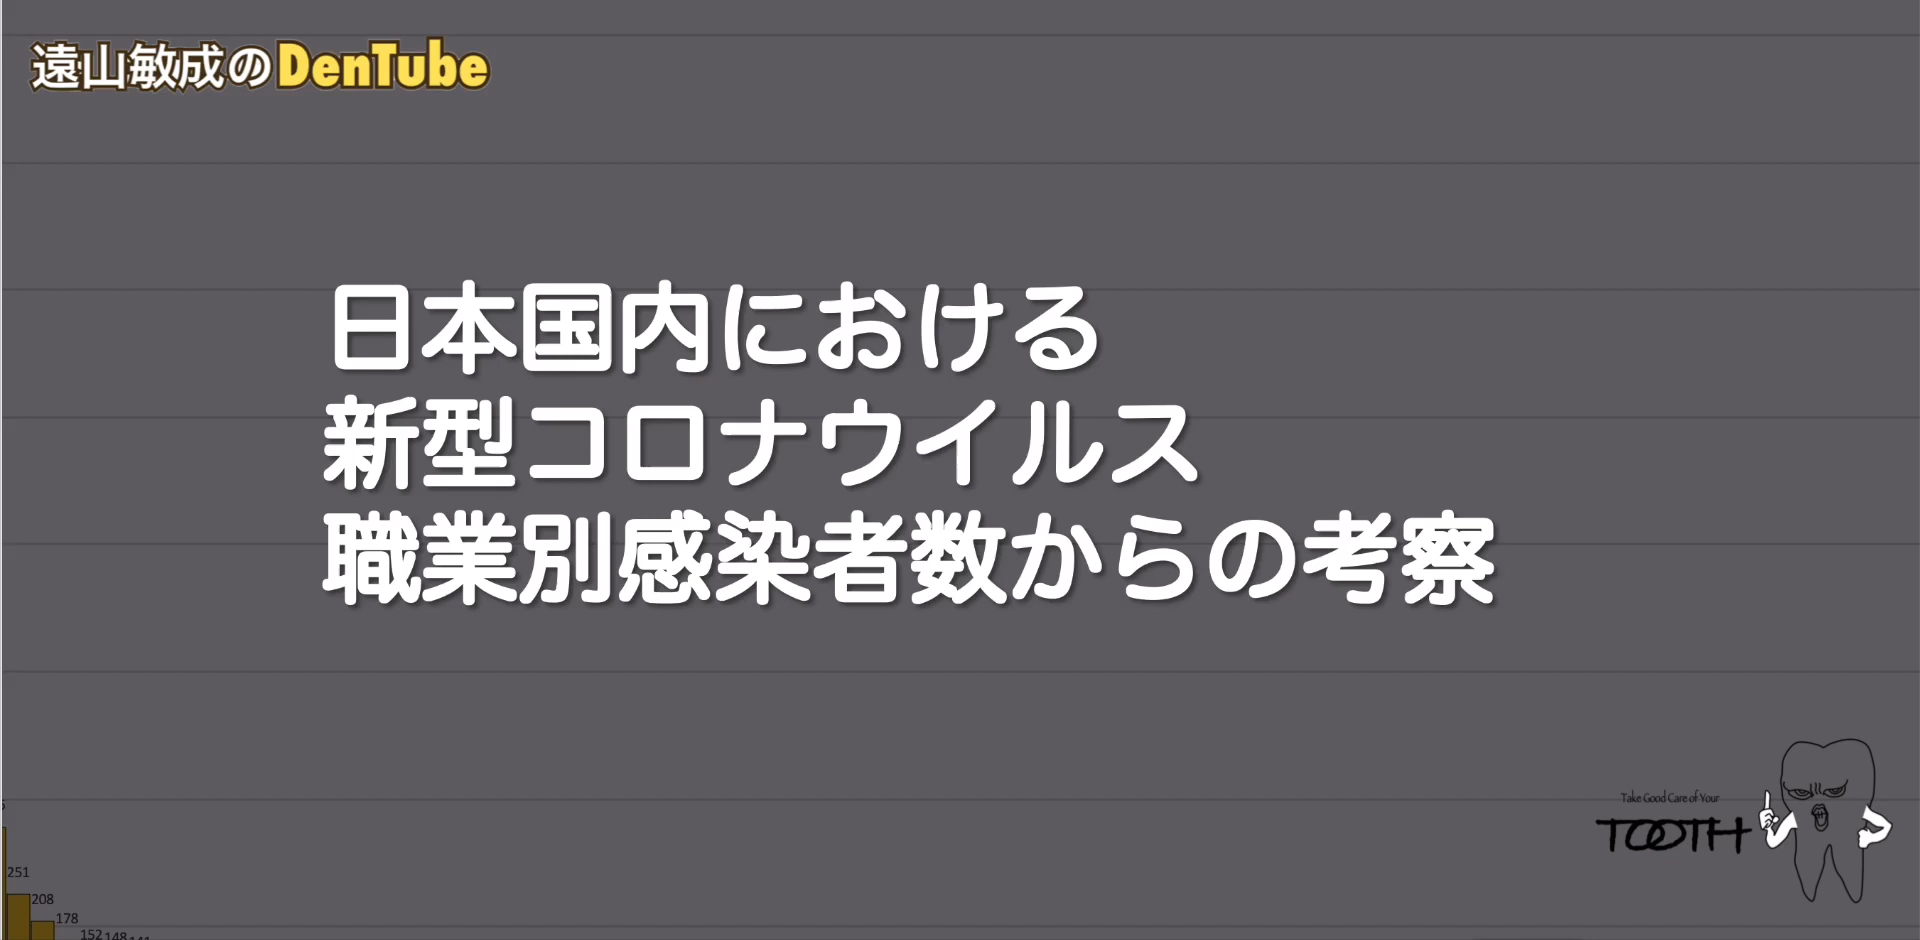 遠山敏成のDenTube
日本国内における
新型コロナウイルス
職業別感染者数からの考察
Take Good Care of Your
TOOTH
251
208
178
152
148